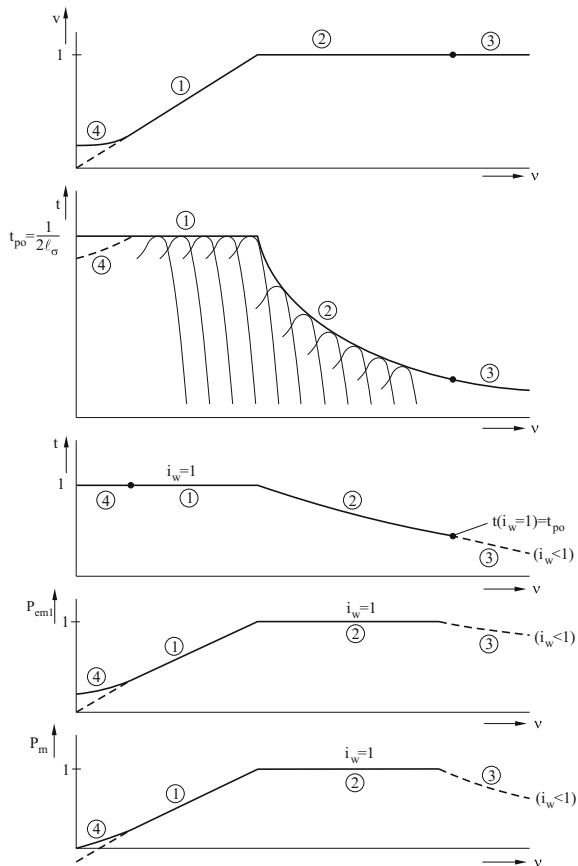 v
1
①
②
③
④
ν
t
t_po=1/2ℓ_σ
①
④
②
③
ν
t
1
i_w=1
④
①
②
t(i_w=1)=t_po
③
(i_w<1)
ν
P_em1
1
i_w=1
①
②
③
(i_w<1)
④
ν
P_m
1
i_w=1
①
②
③
(i_w<1)
④
ν